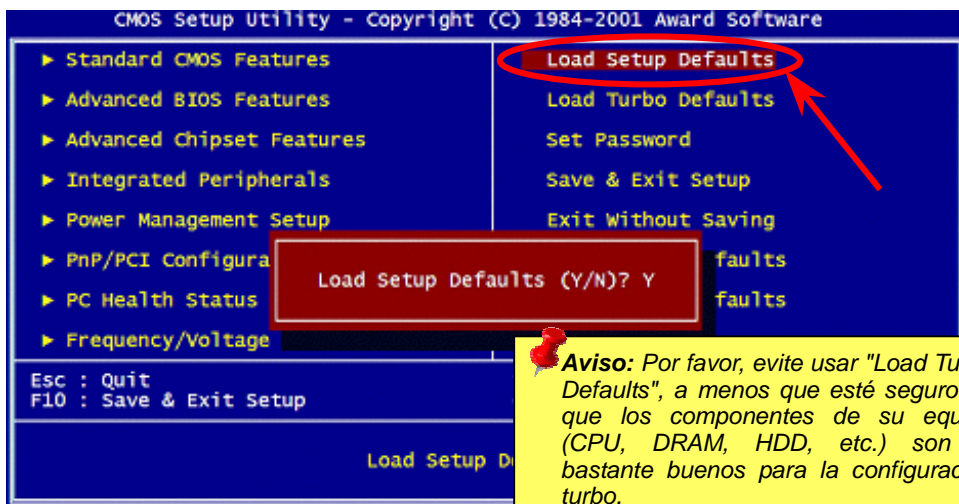 CMOS Setup Utility - Copyright (C) 1984-2001 Award Software
▶ Standard CMOS Features
▶ Advanced BIOS Features
▶ Advanced Chipset Features
▶ Integrated Peripherals
▶ Power Management Setup
▶ PnP/PCI Configura
▶ PC Health Status
▶ Frequency/Voltage
Load Setup Defaults
Load Turbo Defaults
Set Password
Save & Exit Setup
Exit Without Saving
faults
faults
Load Setup Defaults (Y/N)? Y
Esc : Quit
F10 : Save & Exit Setup
Load Setup D
Aviso: Por favor, evite usar "Load Tu
Defaults", a menos que esté seguro
que los componentes de su equ
(CPU, DRAM, HDD, etc.) son
bastante buenos para la configurac
turbo.